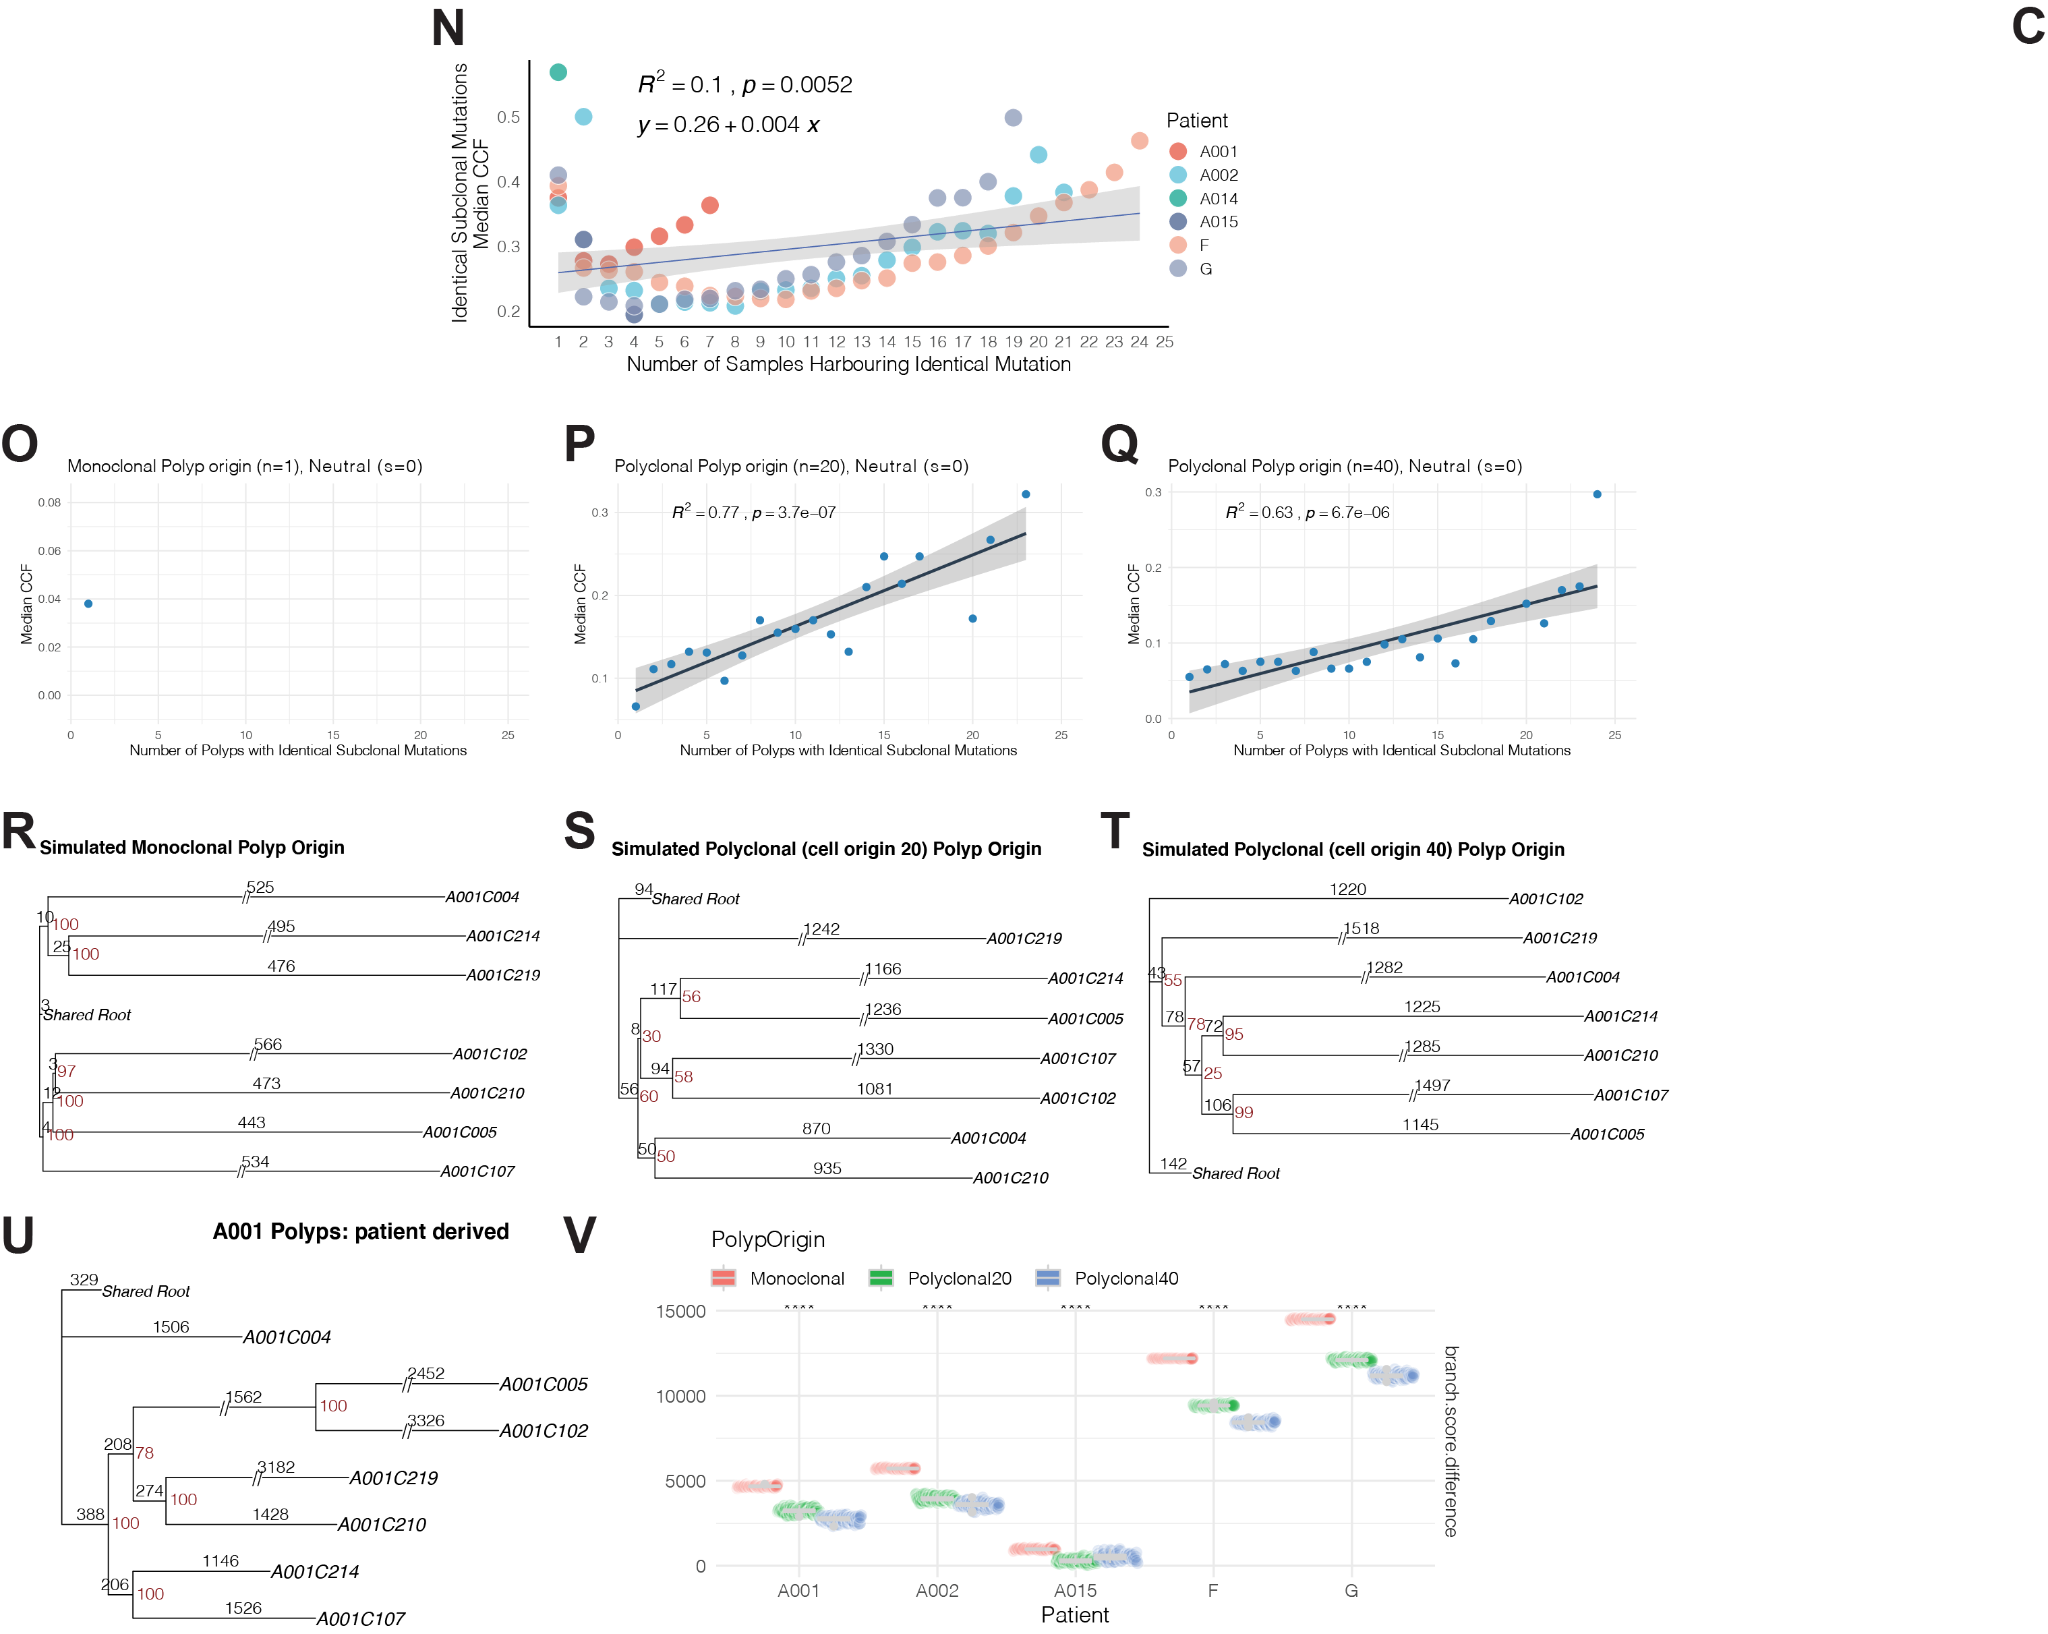 N
C
Identical Subclonal Mutations
Median CCF
R² = 0.1 , p = 0.0052
y = 0.26 + 0.004 x
0.5
0.4
0.3
0.2
1 2 3 4 5 6 7 8 9 10 11 12 13 14 15 16 17 18 19 20 21 22 23 24 25
Number of Samples Harbouring Identical Mutation
Patient
A001
A002
A014
A015
F
G
O
Monoclonal Polyp origin (n=1), Neutral (s=0)
Median CCF
0.08
0.06
0.04
0.02
0.00
0 5 10 15 20 25
Number of Polyps with Identical Subclonal Mutations
P
Polyclonal Polyp origin (n=20), Neutral (s=0)
R² = 0.77 , p = 3.7e−07
Median CCF
0.3
0.2
0.1
0 5 10 15 20 25
Number of Polyps with Identical Subclonal Mutations
Q
Polyclonal Polyp origin (n=40), Neutral (s=0)
R² = 0.63 , p = 6.7e−06
Median CCF
0.3
0.2
0.1
0.0
0 5 10 15 20 25
Number of Polyps with Identical Subclonal Mutations
R
Simulated Monoclonal Polyp Origin
525 A001C004
10 100
495 A001C214
25 100
476 A001C219
3 Shared Root
566 A001C102
3 97
473 A001C210
12 100
443 A001C005
4 100
534 A001C107
S
Simulated Polyclonal (cell origin 20) Polyp Origin
94 Shared Root
1242 A001C219
1166 A001C214
117 56
1236 A001C005
8 30
1330 A001C107
94 58
1081 A001C102
56 60
870 A001C004
50 50
935 A001C210
T
Simulated Polyclonal (cell origin 40) Polyp Origin
1220 A001C102
1518 A001C219
43 55
1282 A001C004
78 78
1225 A001C214
72 95
1285 A001C210
57 25
1497 A001C107
106 99
1145 A001C005
142 Shared Root
U
A001 Polyps: patient derived
329 Shared Root
1506 A001C004
2452 A001C005
1562 100
3326 A001C102
208 78
3182 A001C219
274 100
1428 A001C210
388 100
1146 A001C214
206 100
1526 A001C107
V
PolypOrigin
Monoclonal Polyclonal20 Polyclonal40
**** **** **** **** ****
15000
10000
5000
0
branch.score.difference
A001 A002 A015 F G
Patient